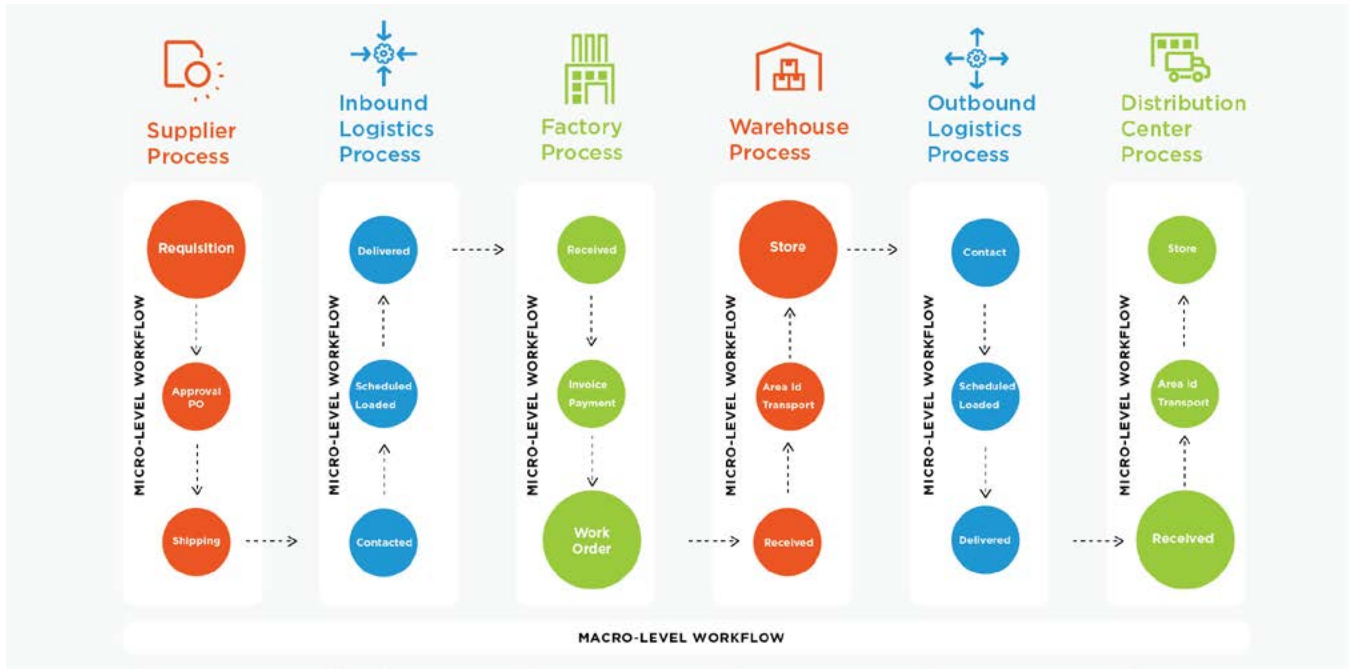 Supplier
Process
Inbound
Logistics
Process
Factory
Process
Warehouse
Process
Outbound
Logistics
Process
Distribution
Center
Process
MICRO-LEVEL WORKFLOW
Requisition
Approval
PO
Shipping
MICRO-LEVEL WORKFLOW
Delivered
Scheduled
Loaded
Contacted
MICRO-LEVEL WORKFLOW
Received
Invoice
Payment
Work
Order
MICRO-LEVEL WORKFLOW
Store
Area Id
Transport
Received
MICRO-LEVEL WORKFLOW
Contact
Scheduled
Loaded
Delivered
MICRO-LEVEL WORKFLOW
Store
Area Id
Transport
Received
MACRO-LEVEL WORKFLOW